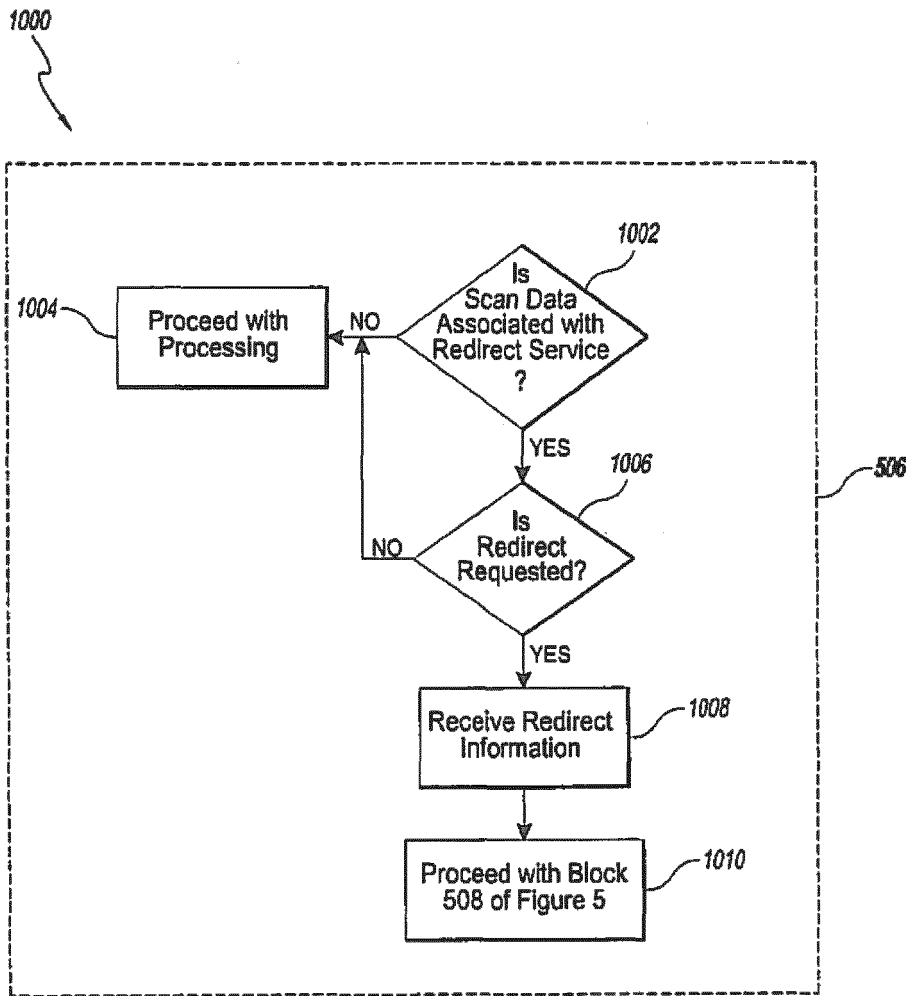 1000
1002
Is
Scan Data
Associated with
Redirect Service
?
1004
Proceed with
Processing
NO
YES
1006
506
Is
Redirect
Requested?
NO
YES
Receive Redirect
Information
1008
Proceed with Block
508 of Figure 5
1010